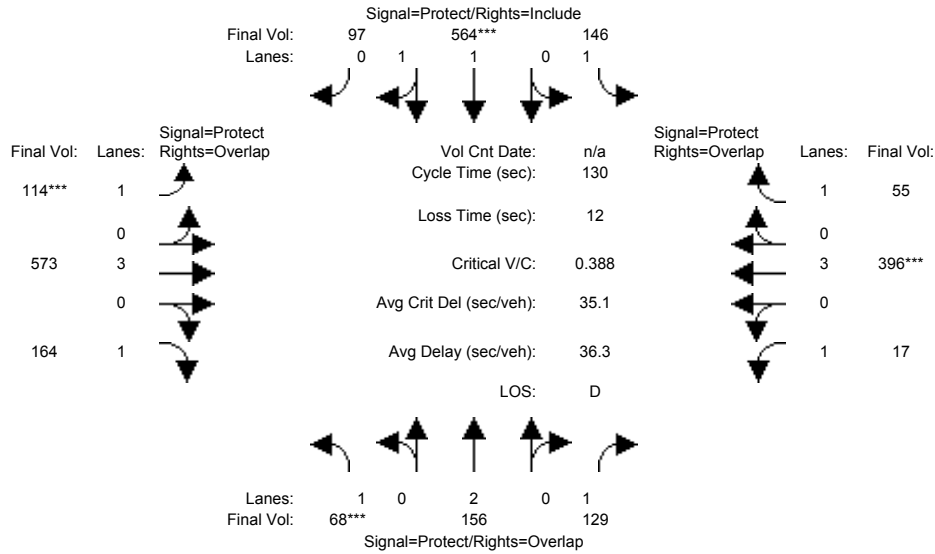 Signal=Protect/Rights=Include
Final Vol: 97 564*** 146
Lanes: 0 1 1 0 1
Signal=Protect
Final Vol: Lanes: Rights=Overlap
Vol Cnt Date: n/a
Signal=Protect
Rights=Overlap Lanes: Final Vol:
Cycle Time (sec): 130
114*** 1
1 55
Loss Time (sec): 12
0
0
573 3
Critical V/C: 0.388
3 396***
0
Avg Crit Del (sec/veh): 35.1
0
164 1
Avg Delay (sec/veh): 36.3
1 17
LOS: D
Lanes: 1 0 2 0 1
Final Vol: 68*** 156 129
Signal=Protect/Rights=Overlap